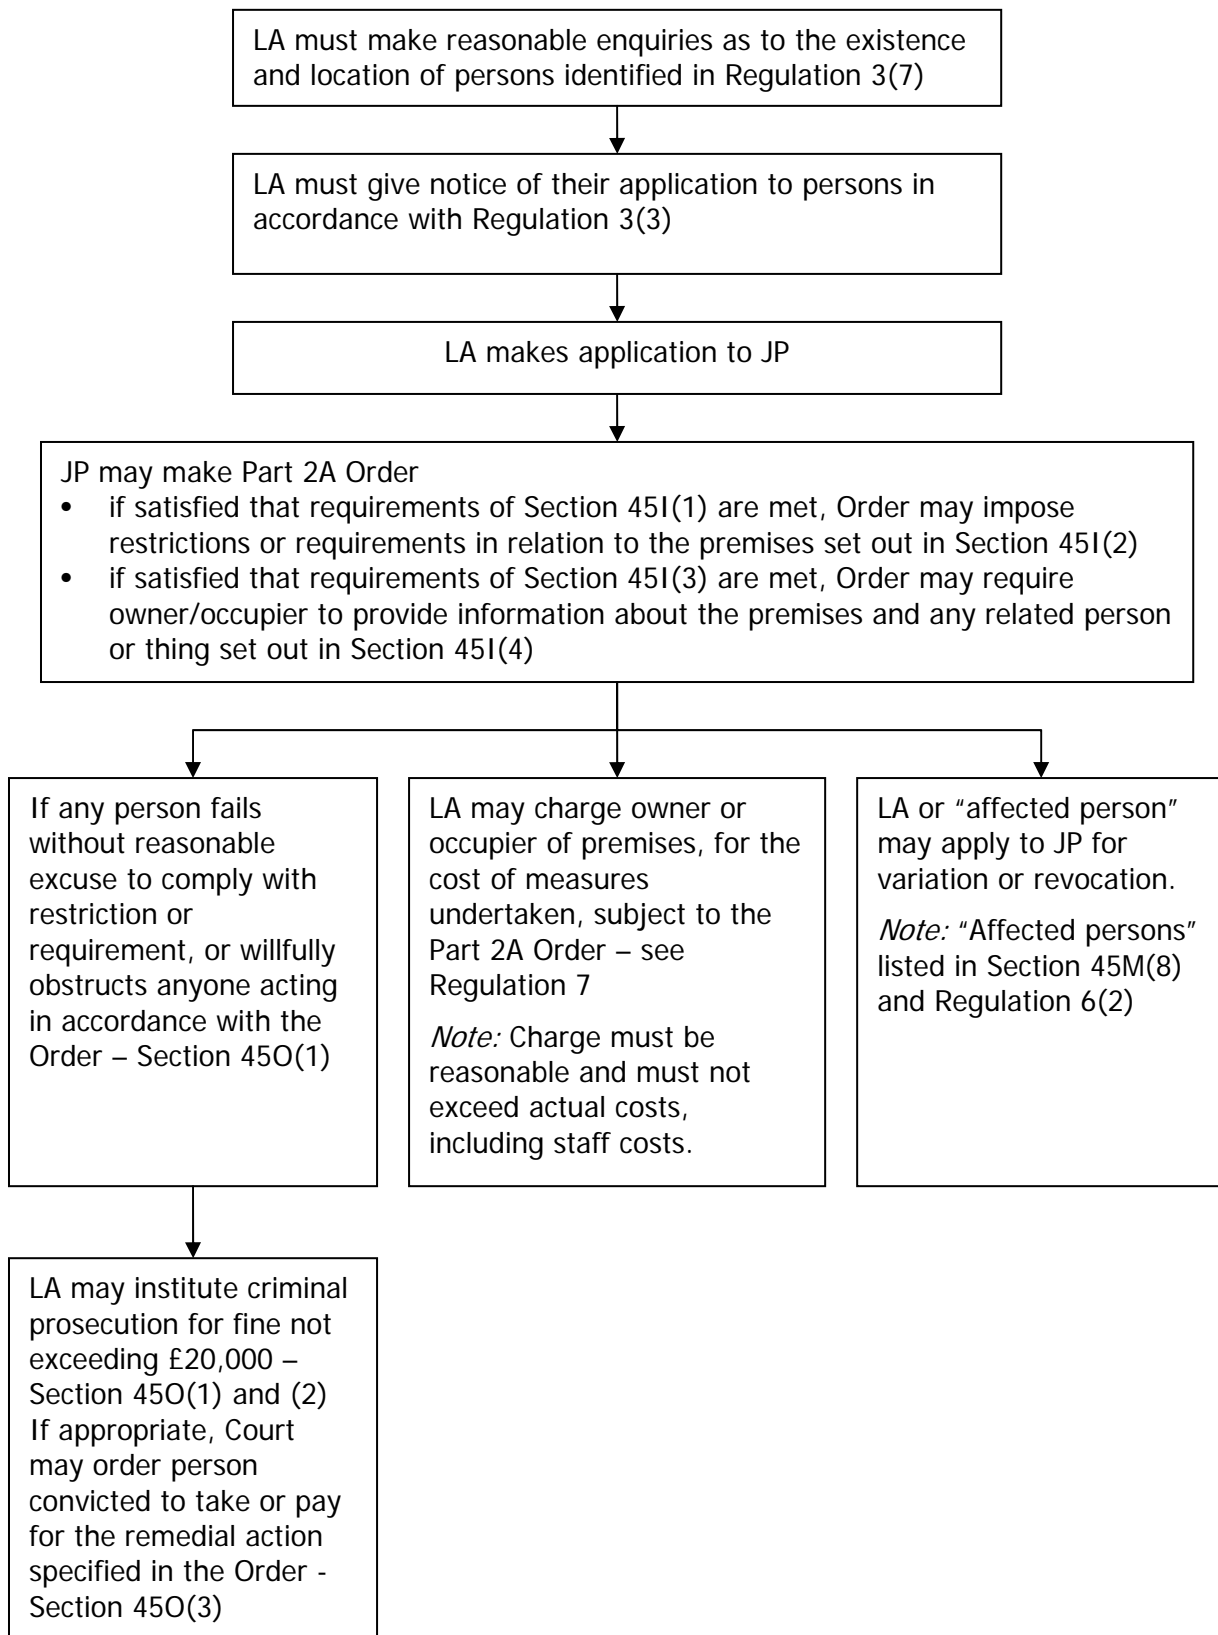 LA must make reasonable enquiries as to the existence
and location of persons identified in Regulation 3(7)
LA must give notice of their application to persons in
accordance with Regulation 3(3)
LA makes application to JP
JP may make Part 2A Order
• if satisfied that requirements of Section 45I(1) are met, Order may impose
restrictions or requirements in relation to the premises set out in Section 45I(2)
• if satisfied that requirements of Section 45I(3) are met, Order may require
owner/occupier to provide information about the premises and any related person
or thing set out in Section 45I(4)
If any person fails
without reasonable
excuse to comply with
restriction or
requirement, or willfully
obstructs anyone acting
in accordance with the
Order – Section 45O(1)
LA may charge owner or
occupier of premises, for the
cost of measures
undertaken, subject to the
Part 2A Order – see
Regulation 7
Note: Charge must be
reasonable and must not
exceed actual costs,
including staff costs.
LA or “affected person”
may apply to JP for
variation or revocation.
Note: “Affected persons”
listed in Section 45M(8)
and Regulation 6(2)
LA may institute criminal
prosecution for fine not
exceeding £20,000 –
Section 45O(1) and (2)
If appropriate, Court
may order person
convicted to take or pay
for the remedial action
specified in the Order -
Section 45O(3)